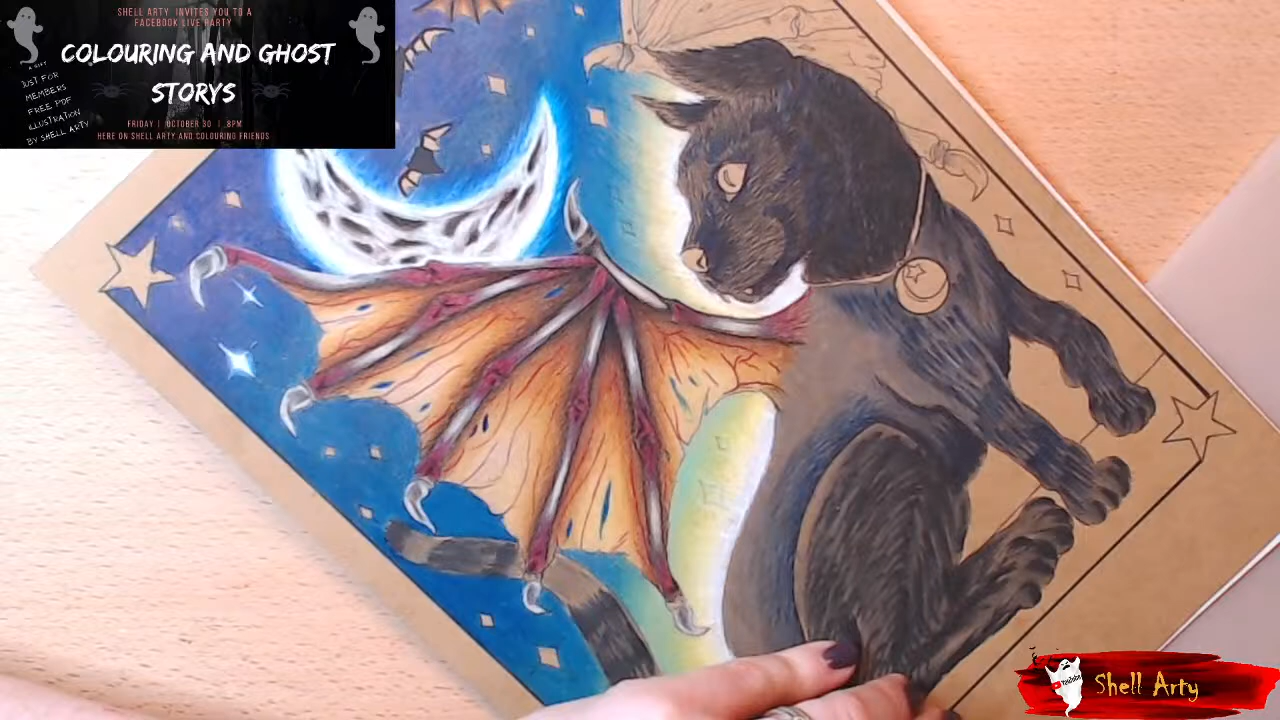 SHELL ARTY INVITES YOU TO A
FACEBOOK LIVE PARTY
COLOURING AND GHOST
STORYS
JUST FOR
MEMBERS
FREE PDF
ILLUSTRATION
BY SHELL ARTY
FRIDAY | OCTOBER 30 | 8PM
HERE ON SHELL ARTY AND COLOURING FRIENDS
YouTube
Shell Arty